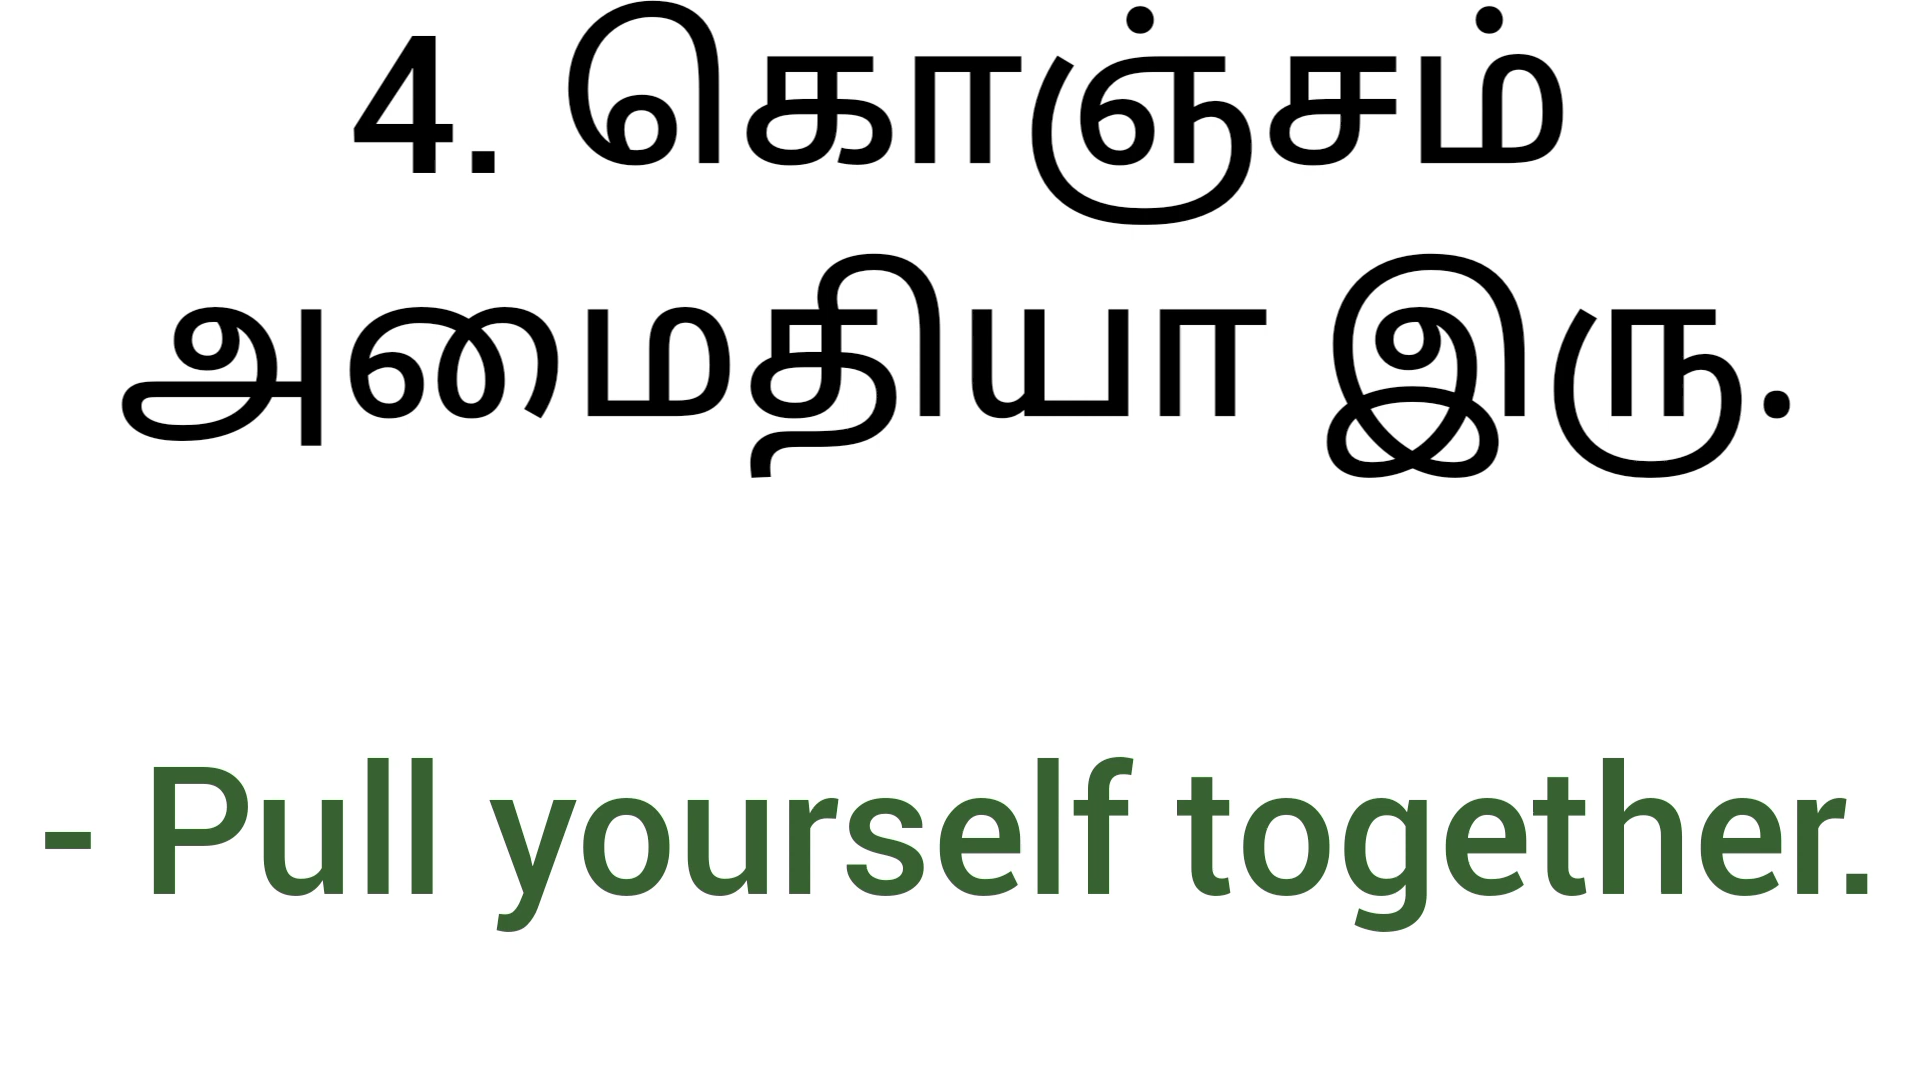 4. கொஞ்சம்
அமைதியா இரு.
- Pull yourself together.